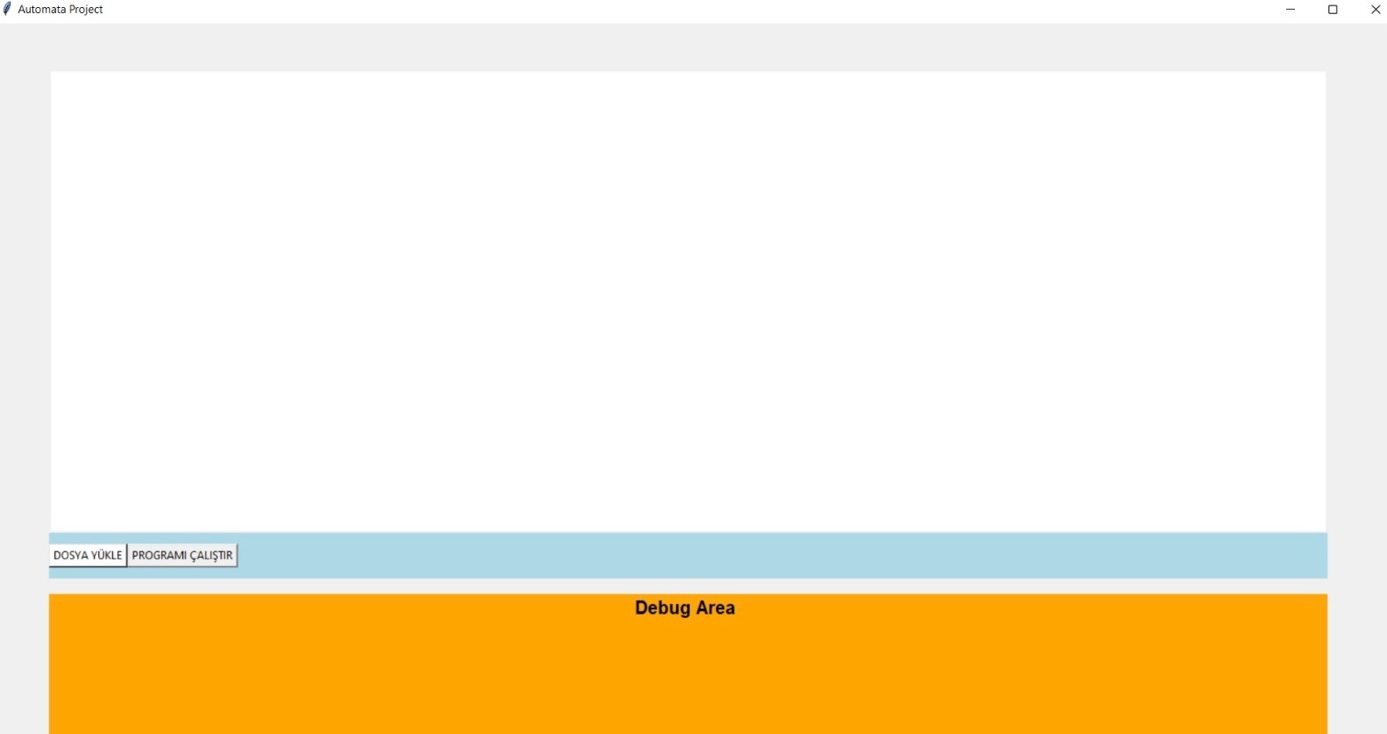 Automata Project
DOSYA YÜKLE PROGRAMI ÇALIŞTIR
Debug Area